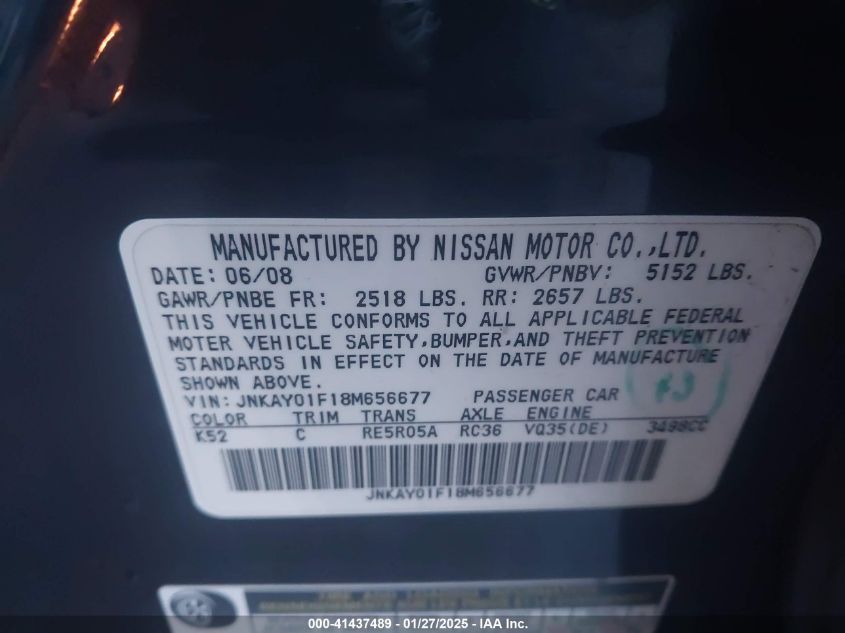 MANUFACTURED BY NISSAN MOTOR CO.,LTD.
DATE: 06/08 GVWR/PNBV: 5152 LBS.
GAWR/PNBE FR: 2518 LBS. RR: 2657 LBS.
THIS VEHICLE CONFORMS TO ALL APPLICABLE FEDERAL
MOTOR VEHICLE SAFETY,BUMPER,AND THEFT PREVENTION
STANDARDS IN EFFECT ON THE DATE OF MANUFACTURE
SHOWN ABOVE.
VIN: JNKAY01F18M656677 PASSENGER CAR
COLOR TRIM TRANS AXLE ENGINE
K52 C RE5R05A RC36 VQ35(DE) 3498CC
JNKAY01F18M656677
000-41437489 - 01/27/2025 - IAA Inc.